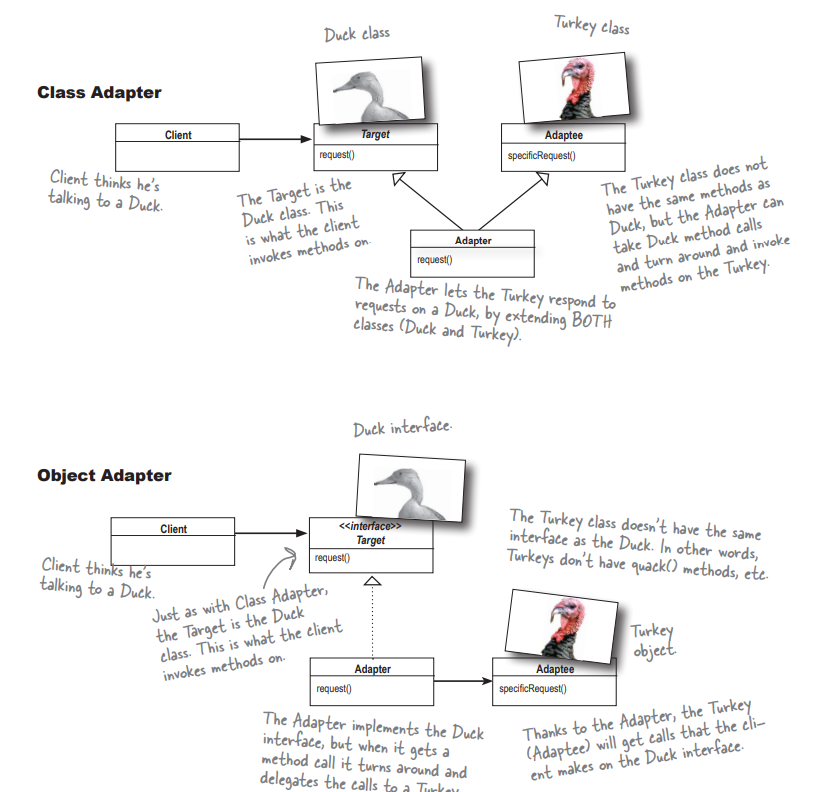 Duck class
Turkey class
Class Adapter
Client
Target
request()
Adaptee
specificRequest()
Client thinks he's
talking to a Duck.
The Target is the
Duck class. This
is what the client
invokes methods on.
The Turkey class does not
have the same methods as
Duck, but the Adapter can
take Duck method calls
and turn around and invoke
methods on the Turkey.
Adapter
request()
The Adapter lets the Turkey respond to
requests on a Duck, by extending BOTH
classes (Duck and Turkey).
Duck interface.
Object Adapter
Client
<<interface>>
Target
request()
The Turkey class doesn't have the same
interface as the Duck. In other words,
Turkeys don't have quack() methods, etc.
Client thinks he's
talking to a Duck.
Just as with Class Adapter,
the Target is the Duck
class. This is what the client
invokes methods on.
Turkey
object.
Adapter
request()
Adaptee
specificRequest()
The Adapter implements the Duck
interface, but when it gets a
method call it turns around and
delegates the calls to a Turkey
Thanks to the Adapter, the Turkey
(Adaptee) will get calls that the cli-
ent makes on the Duck interface.